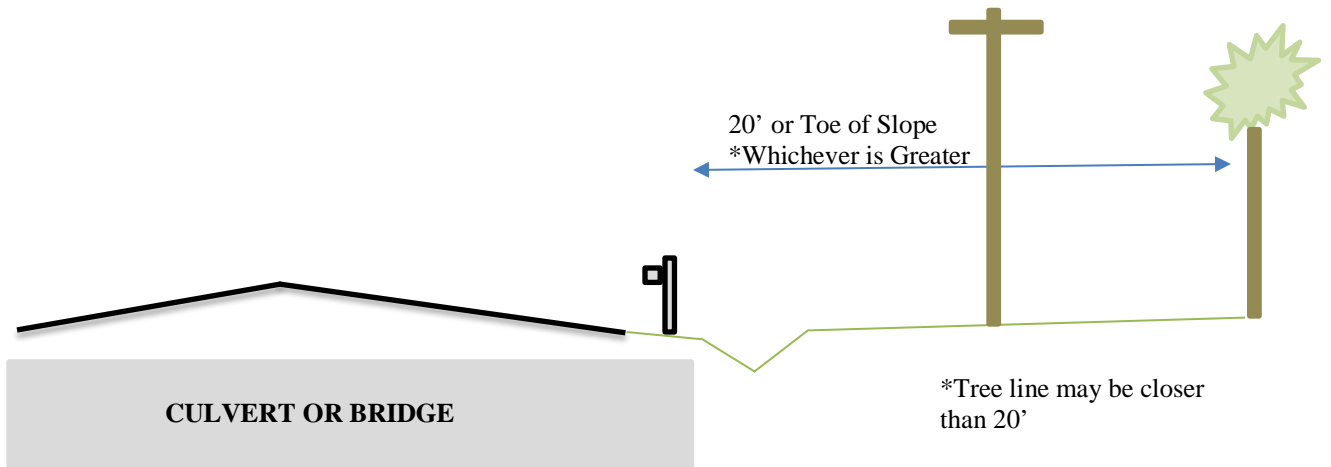 20’ or Toe of Slope
*Whichever is Greater
*Tree line may be closer
than 20’
CULVERT OR BRIDGE